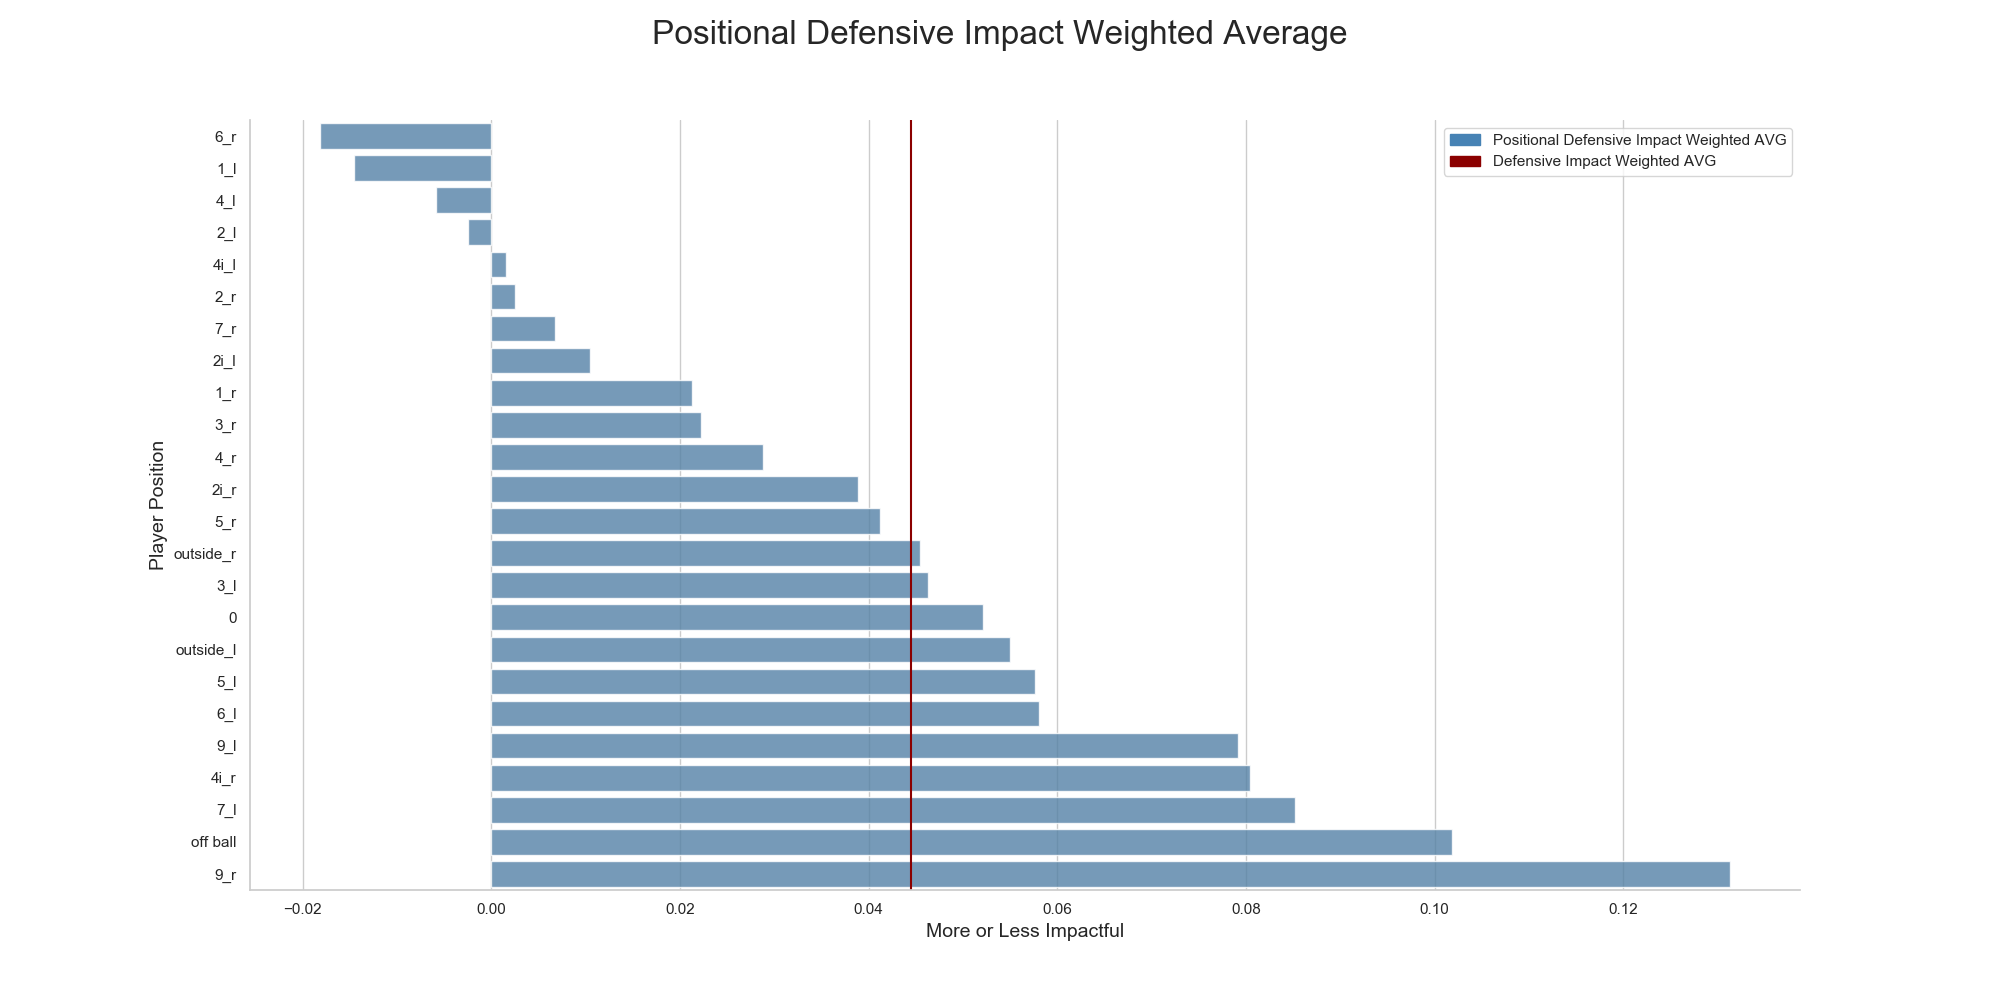 Positional Defensive Impact Weighted Average
Positional Defensive Impact Weighted AVG
Defensive Impact Weighted AVG
Player Position
6_r
1_l
4_l
2_l
4i_l
2_r
7_r
2i_l
1_r
3_r
4_r
2i_r
5_r
outside_r
3_l
0
outside_l
5_l
6_l
9_l
4i_r
7_l
off ball
9_r
−0.02 0.00 0.02 0.04 0.06 0.08 0.10 0.12
More or Less Impactful